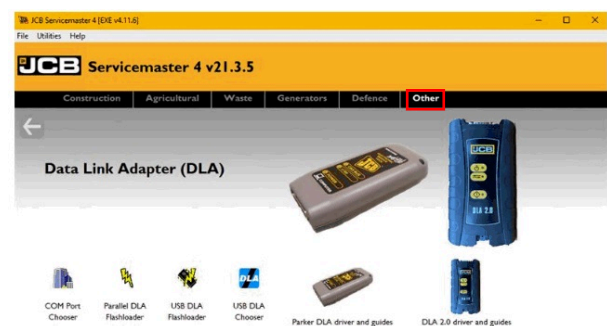 JCB Servicemaster 4 [EXE v4.11.6]
File Utilities Help
JCB Servicemaster 4 v21.3.5
Construction Agricultural Waste Generators Defence Other
Data Link Adapter (DLA)
JCB
DLA 2.0
DLA
COM Port Chooser
Parallel DLA Flashloader
USB DLA Flashloader
USB DLA Chooser
Parker DLA driver and guides
DLA 2.0 driver and guides